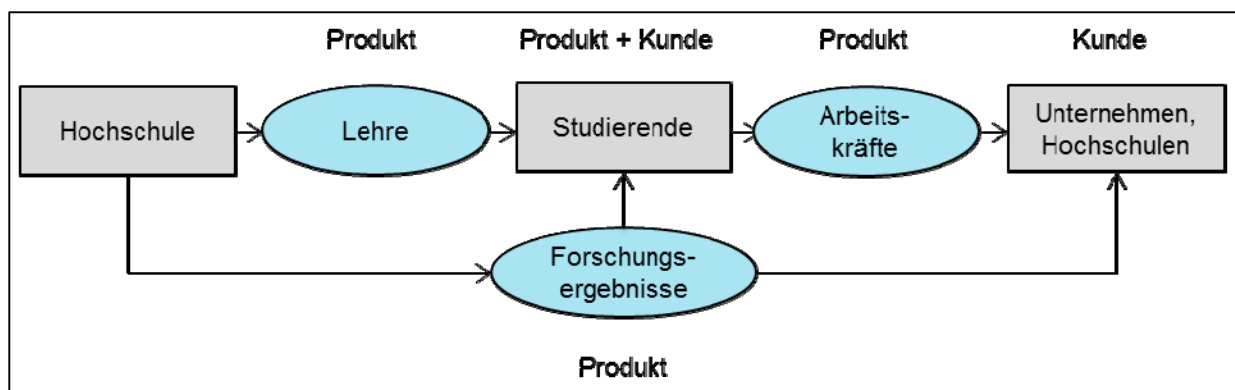 Produkt
Produkt + Kunde
Produkt
Kunde
Hochschule
Lehre
Studierende
Arbeits-
kräfte
Unternehmen,
Hochschulen
Forschungs-
ergebnisse
Produkt